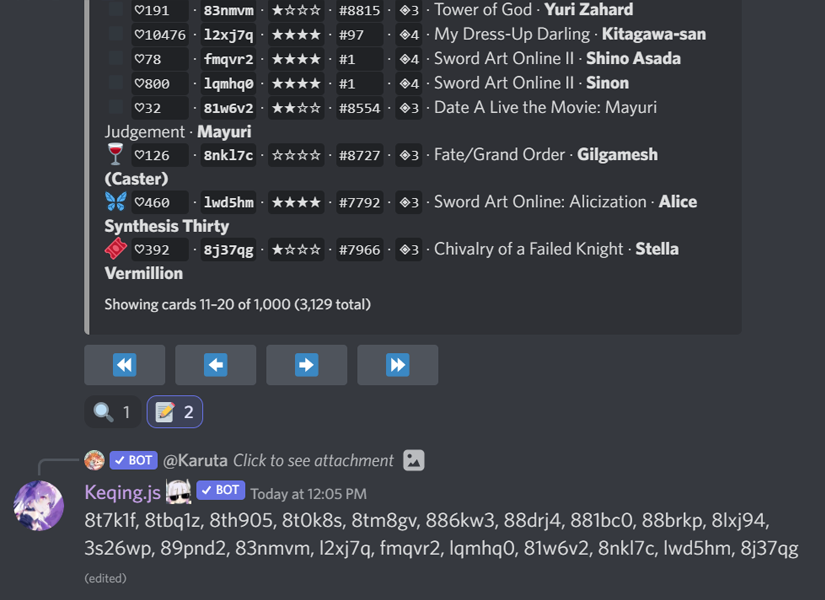 ♡191 · 83nmvm · ★☆☆☆ · #8815 · ◈3 · Tower of God · Yuri Zahard
♡10476 · l2xj7q · ★★★★ · #97 · ◈4 · My Dress-Up Darling · Kitagawa-san
♡78 · fmqvr2 · ★★★★ · #1 · ◈4 · Sword Art Online II · Shino Asada
♡800 · lqmhq0 · ★★★★ · #1 · ◈4 · Sword Art Online II · Sinon
♡32 · 81w6v2 · ★★☆☆ · #8554 · ◈3 · Date A Live the Movie: Mayuri
Judgement · Mayuri
♡126 · 8nkl7c · ☆☆☆☆ · #8727 · ◈3 · Fate/Grand Order · Gilgamesh
(Caster)
♡460 · lwd5hm · ★★★★ · #7792 · ◈3 · Sword Art Online: Alicization · Alice
Synthesis Thirty
♡392 · 8j37qg · ★☆☆☆ · #7966 · ◈3 · Chivalry of a Failed Knight · Stella
Vermillion
Showing cards 11–20 of 1,000 (3,129 total)
1 2
✓ BOT @Karuta Click to see attachment
Keqing.js ✓ BOT Today at 12:05 PM
8t7k1f, 8tbq1z, 8th905, 8t0k8s, 8tm8gv, 886kw3, 88drj4, 881bc0, 88brkp, 8lxj94,
3s26wp, 89pnd2, 83nmvm, l2xj7q, fmqvr2, lqmhq0, 81w6v2, 8nkl7c, lwd5hm, 8j37qg
(edited)